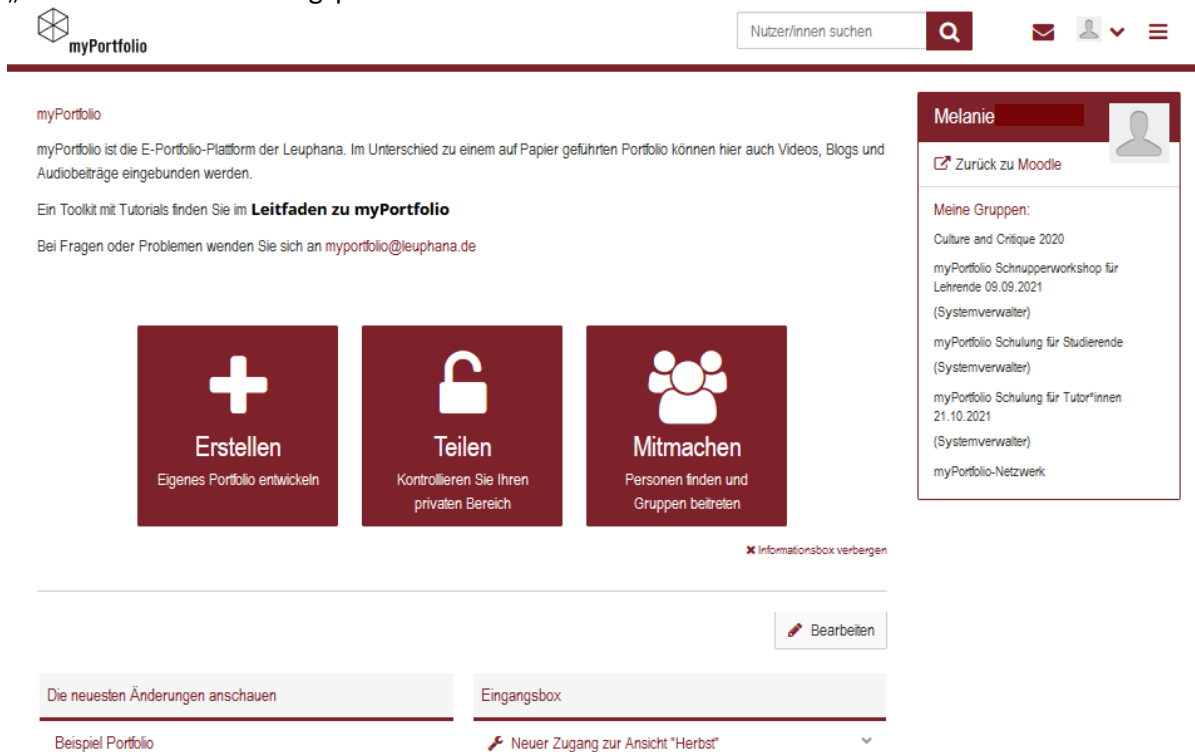 myPortfolio
Nutzer/innen suchen
myPortfolio
myPortfolio ist die E-Portfolio-Plattform der Leuphana. Im Unterschied zu einem auf Papier geführten Portfolio können hier auch Videos, Blogs und
Audiobeiträge eingebunden werden.
Ein Toolkit mit Tutorials finden Sie im Leitfaden zu myPortfolio
Bei Fragen oder Problemen wenden Sie sich an myportfolio@leuphana.de
Erstellen
Eigenes Portfolio entwickeln
Teilen
Kontrollieren Sie Ihren
privaten Bereich
Mitmachen
Personen finden und
Gruppen beitreten
Informationsbox verbergen
Bearbeiten
Die neuesten Änderungen anschauen
Beispiel Portfolio
Eingangsbox
Neuer Zugang zur Ansicht "Herbst"
Melanie
Zurück zu Moodle
Meine Gruppen:
Culture and Critique 2020
myPortfolio Schnupperworkshop für
Lehrende 09.09.2021
(Systemverwalter)
myPortfolio Schulung für Studierende
(Systemverwalter)
myPortfolio Schulung für Tutor*innen
21.10.2021
(Systemverwalter)
myPortfolio-Netzwerk